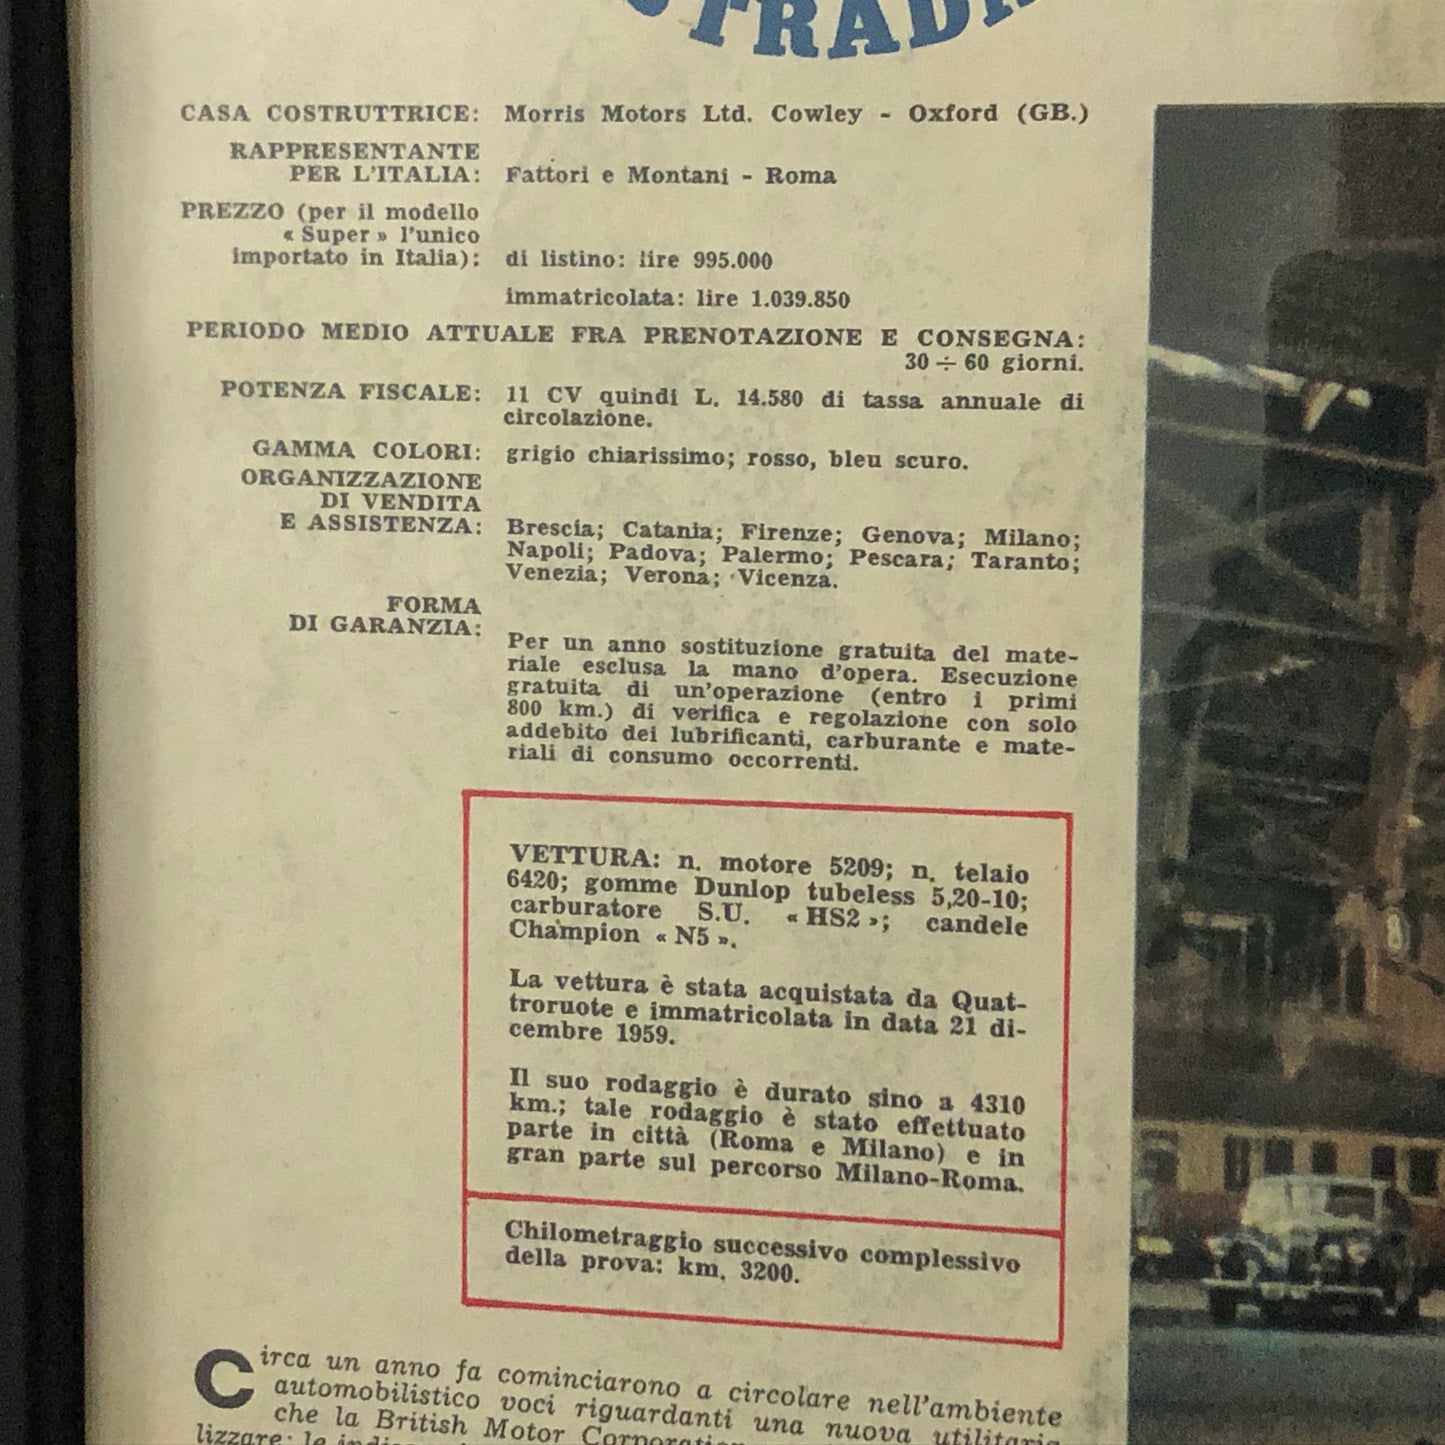 CASA COSTRUTTRICE: Morris Motors Ltd. Cowley - Oxford (GB.)
RAPPRESENTANTE
PER L'ITALIA: Fattori e Montani - Roma
PREZZO (per il modello
« Super » l'unico
importato in Italia): di listino: lire 995.000
immatricolata: lire 1.039.850
PERIODO MEDIO ATTUALE FRA PRENOTAZIONE E CONSEGNA:
30 ÷ 60 giorni.
POTENZA FISCALE: 11 CV quindi L. 14.580 di tassa annuale di
circolazione.
GAMMA COLORI: grigio chiarissimo; rosso, bleu scuro.
ORGANIZZAZIONE
DI VENDITA
E ASSISTENZA: Brescia; Catania; Firenze; Genova; Milano;
Napoli; Padova; Palermo; Pescara; Taranto;
Venezia; Verona; Vicenza.
FORMA
DI GARANZIA:
Per un anno sostituzione gratuita del mate-
riale esclusa la mano d'opera. Esecuzione
gratuita di un'operazione (entro i primi
800 km.) di verifica e regolazione con solo
addebito dei lubrificanti, carburante e mate-
riali di consumo occorrenti.
VETTURA: n. motore 5209; n. telaio
6420; gomme Dunlop tubeless 5,20-10;
carburatore S.U. « HS2 »; candele
Champion « N5 ».
La vettura è stata acquistata da Quat-
troruote e immatricolata in data 21 di-
cembre 1959.
Il suo rodaggio è durato sino a 4310
km.; tale rodaggio è stato effettuato
parte in città (Roma e Milano) e in
gran parte sul percorso Milano-Roma.
Chilometraggio successivo complessivo
della prova: km. 3200.
Circa un anno fa cominciarono a circolare nell'ambiente
automobilistico voci riguardanti una nuova utilitaria
che la British Motor Corporation
lizzare; le